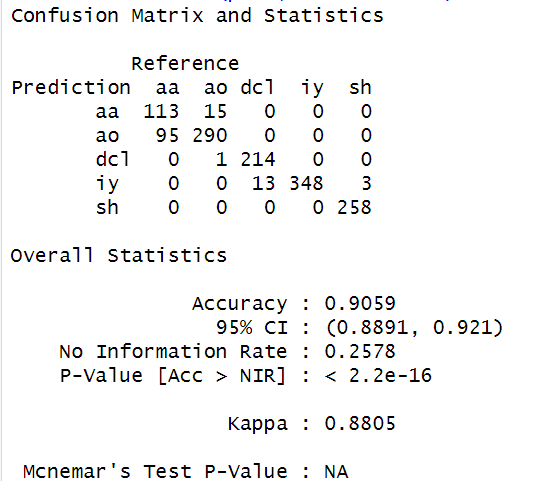 Confusion Matrix and Statistics
Reference
Prediction aa ao dcl iy sh
aa 113 15 0 0 0
ao 95 290 0 0 0
dcl 0 1 214 0 0
iy 0 0 13 348 3
sh 0 0 0 0 258
Overall Statistics
Accuracy : 0.9059
95% CI : (0.8891, 0.921)
No Information Rate : 0.2578
P-Value [Acc > NIR] : < 2.2e-16
Kappa : 0.8805
Mcnemar's Test P-Value : NA